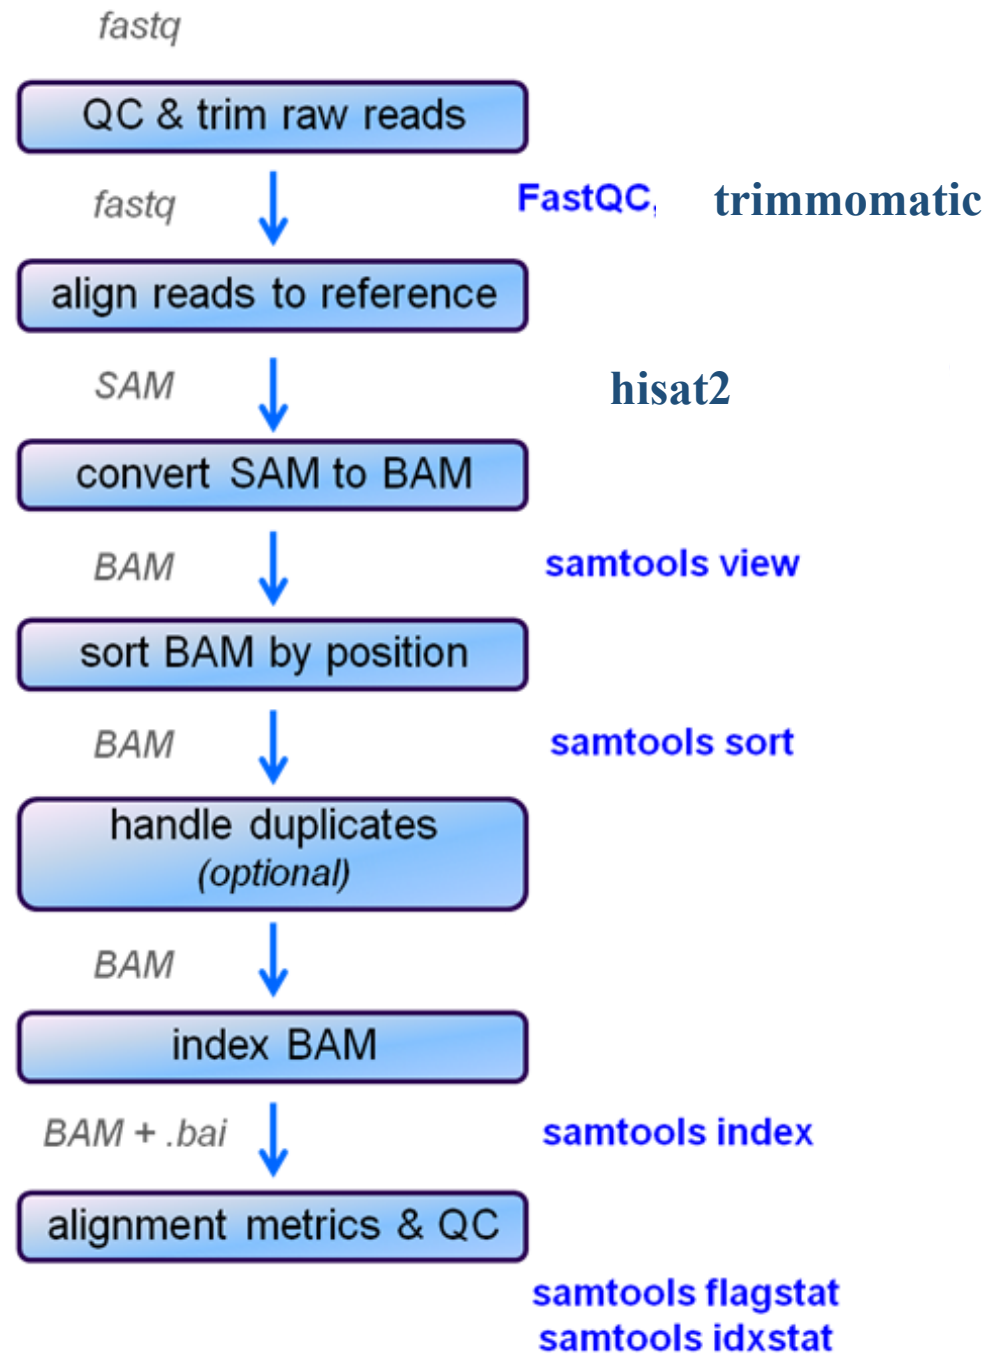 fastq
QC & trim raw reads
fastq
FastQC, trimmomatic
align reads to reference
SAM
hisat2
convert SAM to BAM
BAM
samtools view
sort BAM by position
BAM
samtools sort
handle duplicates
(optional)
BAM
index BAM
BAM + .bai
samtools index
alignment metrics & QC
samtools flagstat
samtools idxstat